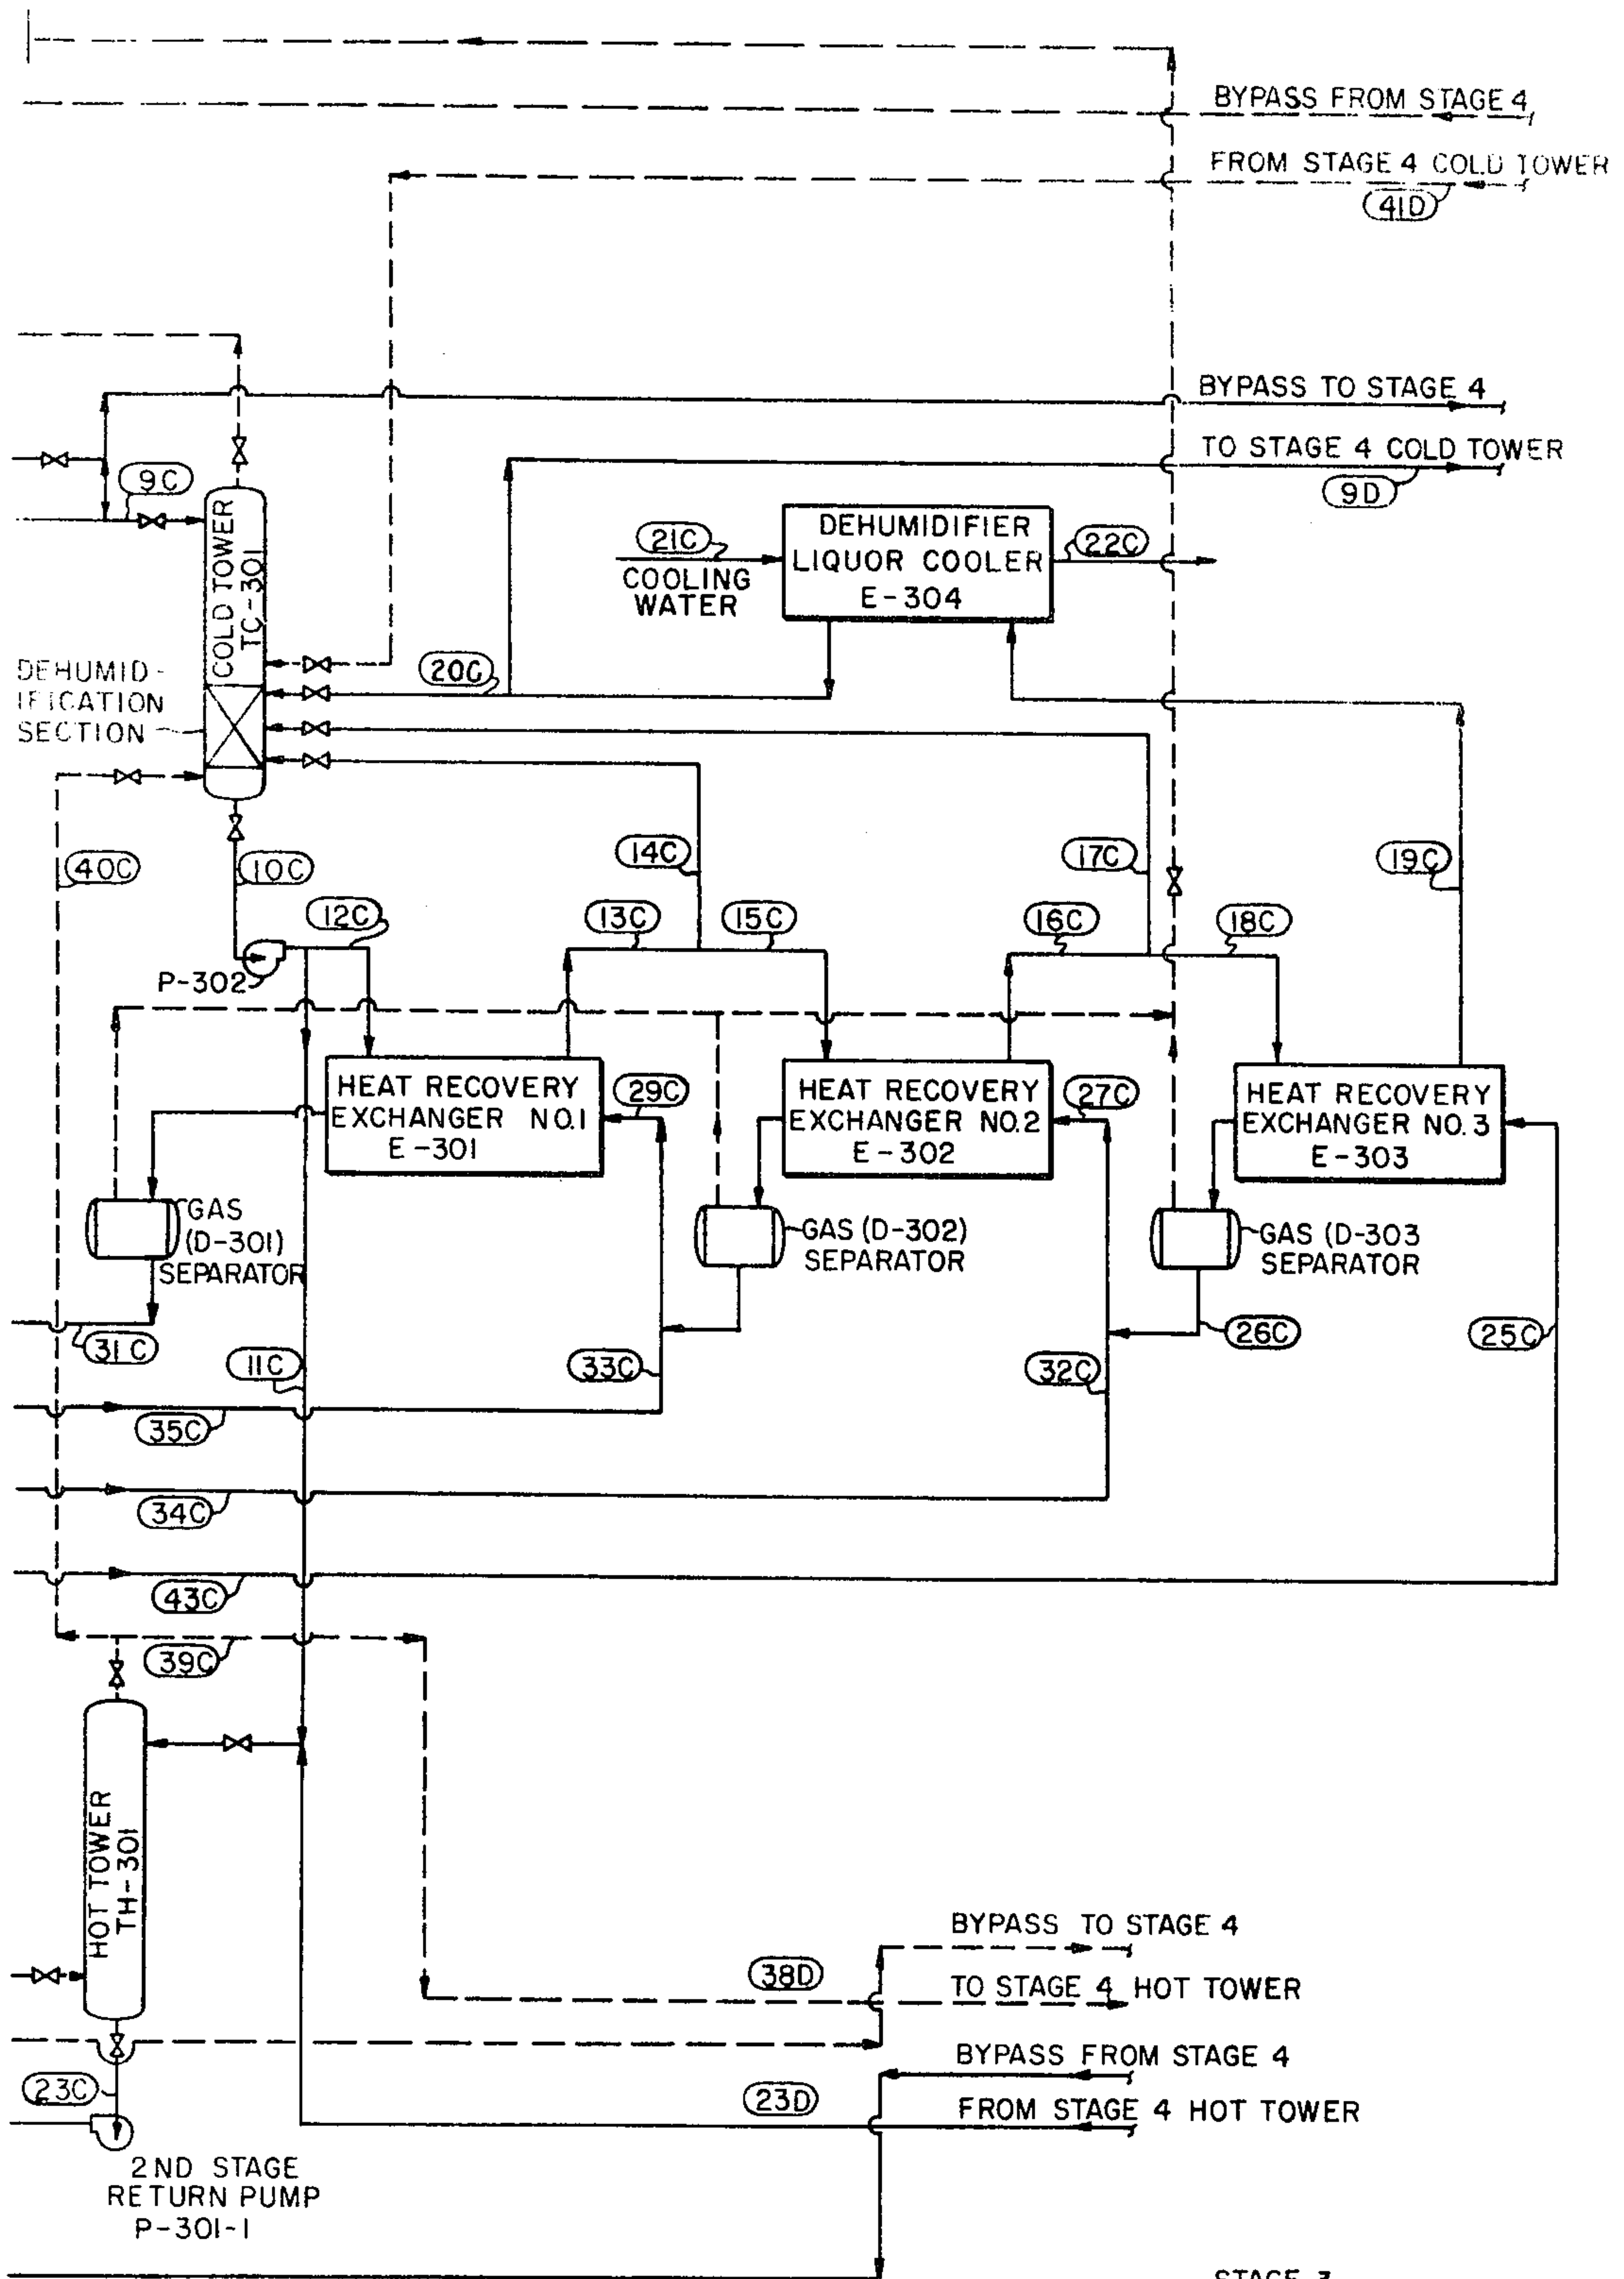 BYPASS FROM STAGE 4
FROM STAGE 4 COLD TOWER
41D
BYPASS TO STAGE 4
TO STAGE 4 COLD TOWER
9D
9C
COLD TOWER
TC-301
21C
COOLING
WATER
DEHUMIDIFIER
LIQUOR COOLER
E-304
22C
DEHUMID-
IFICATION
SECTION
20C
40C
10C
12C
14C
17C
19C
13C
15C
16C
18C
P-302
HEAT RECOVERY
EXCHANGER NO.1
E-301
29C
HEAT RECOVERY
EXCHANGER NO.2
E-302
27C
HEAT RECOVERY
EXCHANGER NO.3
E-303
GAS
(D-301)
SEPARATOR
GAS (D-302)
SEPARATOR
GAS (D-303
SEPARATOR
31C
11C
33C
32C
26C
25C
35C
34C
43C
39C
HOT TOWER
TH-301
BYPASS TO STAGE 4
38D
TO STAGE 4 HOT TOWER
BYPASS FROM STAGE 4
23C
23D
FROM STAGE 4 HOT TOWER
2ND STAGE
RETURN PUMP
P-301-1
STAGE 3